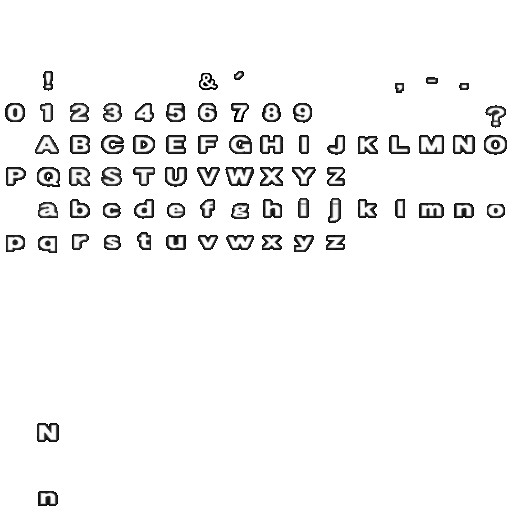 ! & ' , - .
0 1 2 3 4 5 6 7 8 9 ?
A B C D E F G H I J K L M N O
P Q R S T U V W X Y Z
a b c d e f g h i j k l m n o
p q r s t u v w x y z
N
n